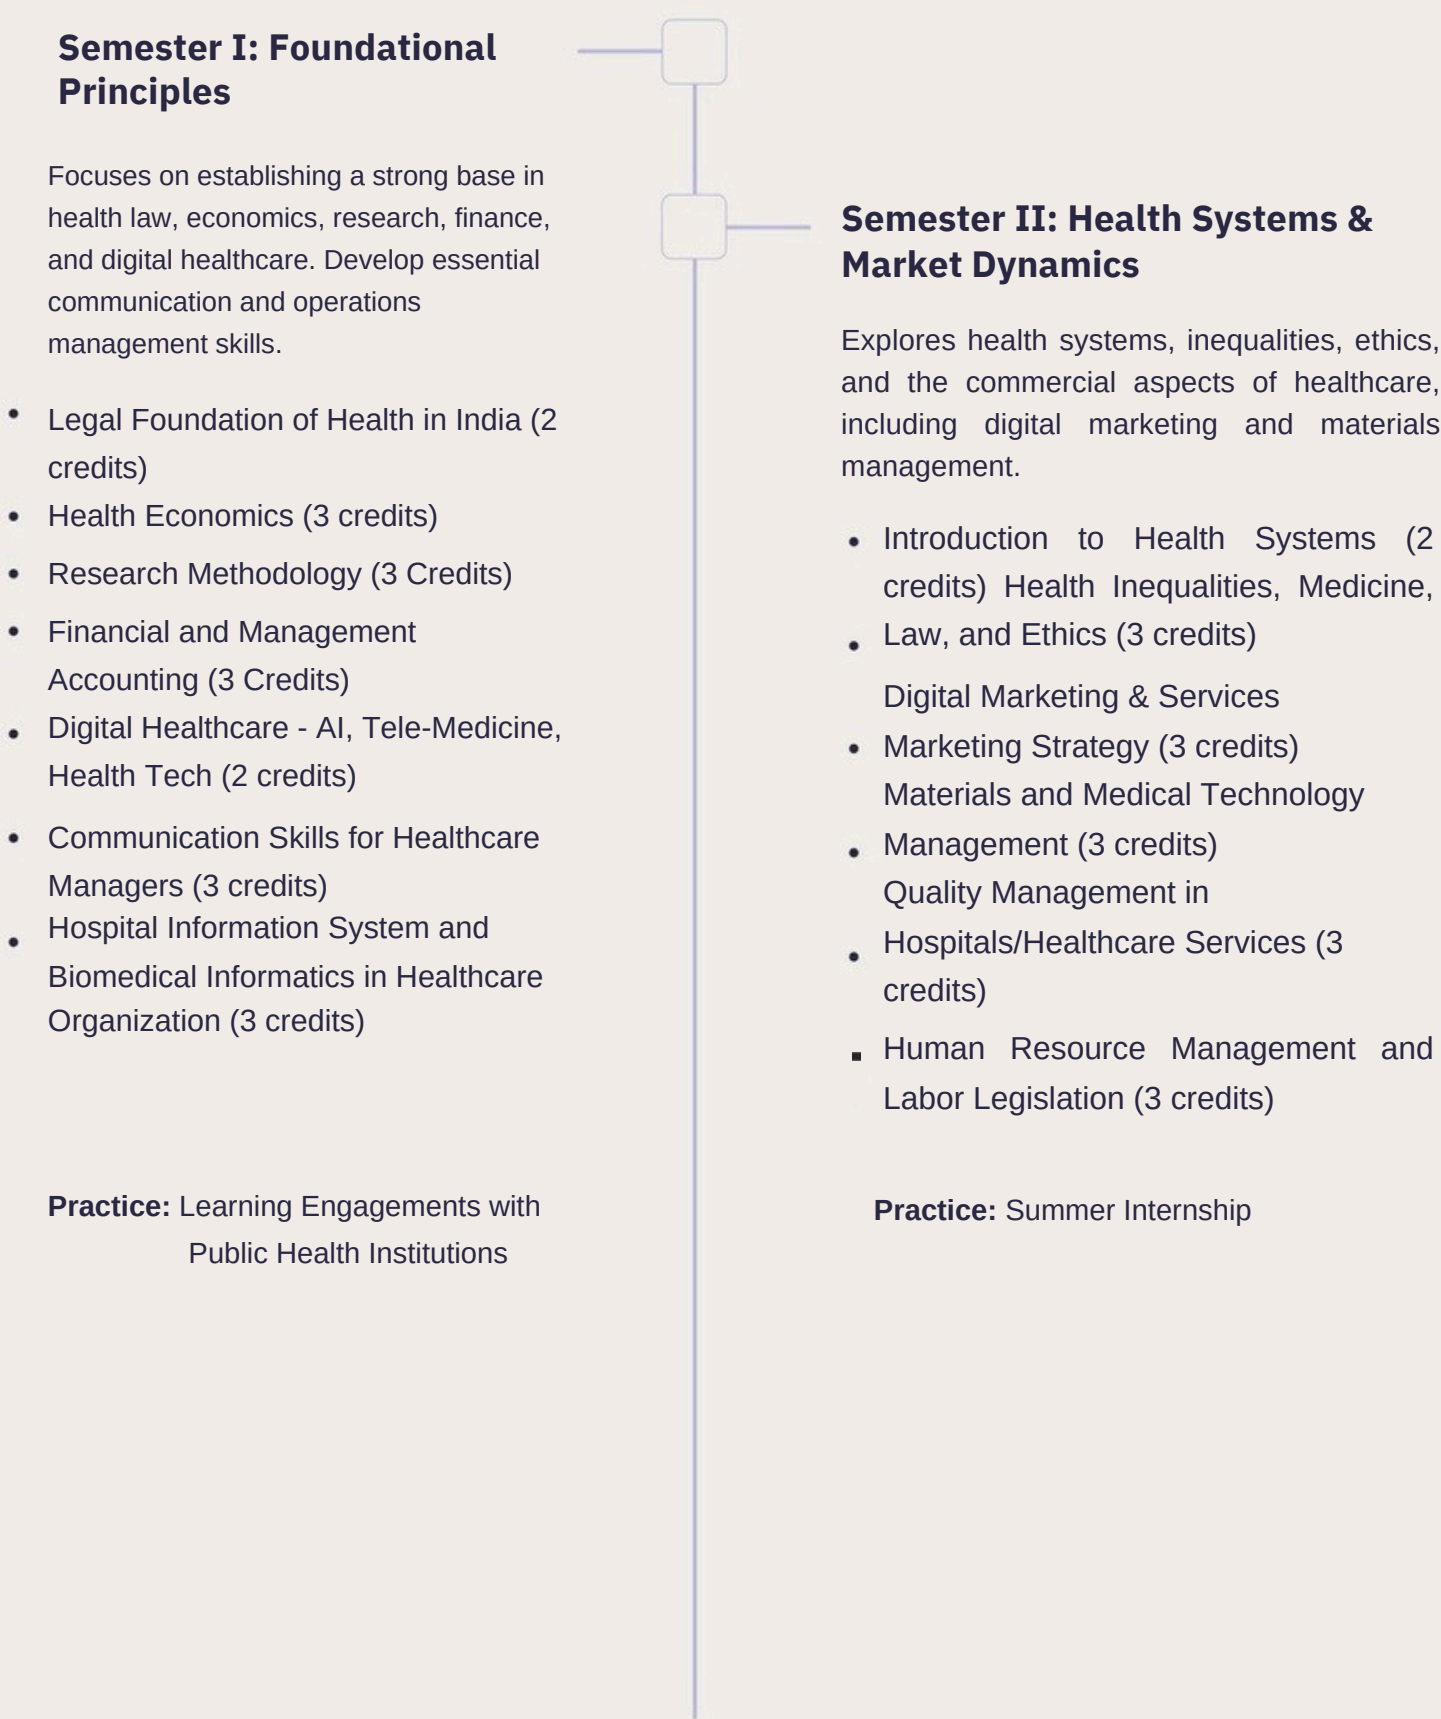 Semester I: Foundational
Principles
Focuses on establishing a strong base in
health law, economics, research, finance,
and digital healthcare. Develop essential
communication and operations
management skills.
Legal Foundation of Health in India (2
credits)
Health Economics (3 credits)
Research Methodology (3 Credits)
Financial and Management
Accounting (3 Credits)
Digital Healthcare - AI, Tele-Medicine,
Health Tech (2 credits)
Communication Skills for Healthcare
Managers (3 credits)
Hospital Information System and
Biomedical Informatics in Healthcare
Organization (3 credits)
Practice: Learning Engagements with
Public Health Institutions
Semester II: Health Systems &
Market Dynamics
Explores health systems, inequalities, ethics,
and the commercial aspects of healthcare,
including digital marketing and materials
management.
Introduction to Health Systems (2
credits) Health Inequalities, Medicine,
Law, and Ethics (3 credits)
Digital Marketing & Services
Marketing Strategy (3 credits)
Materials and Medical Technology
Management (3 credits)
Quality Management in
Hospitals/Healthcare Services (3
credits)
Human Resource Management and
Labor Legislation (3 credits)
Practice: Summer Internship